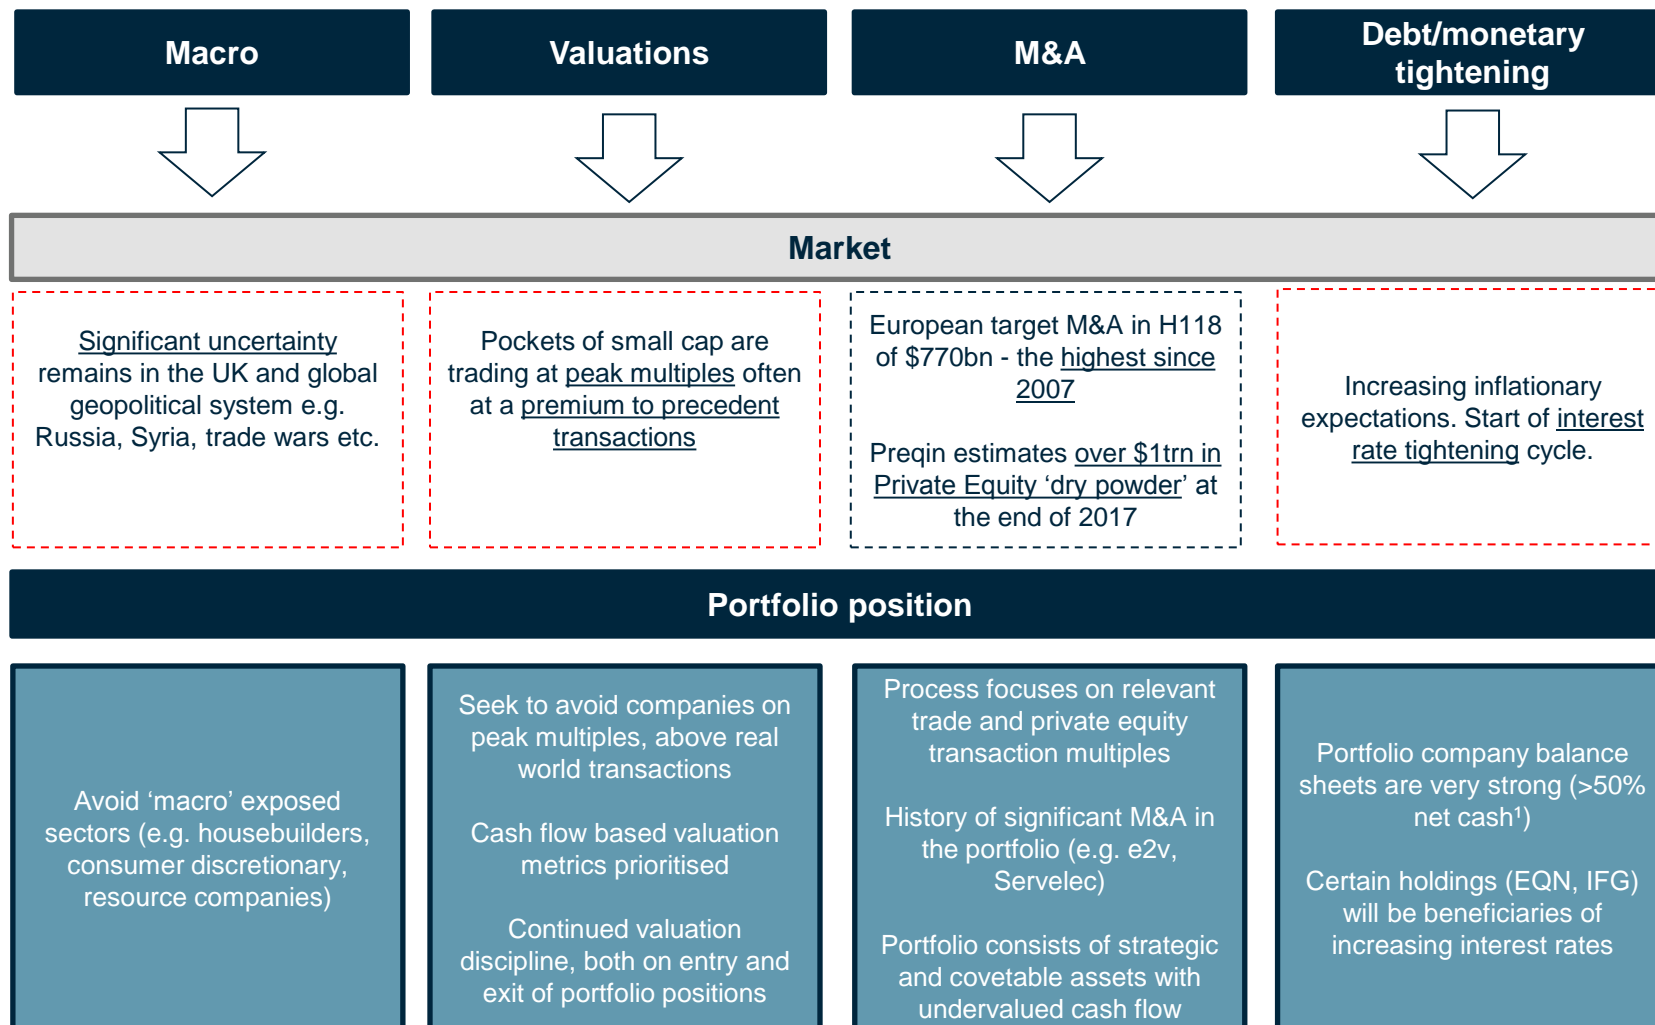 Macro
Valuations
M&A
Debt/monetary
tightening
Market
Significant uncertainty
remains in the UK and global
geopolitical system e.g.
Russia, Syria, trade wars etc.
Pockets of small cap are
trading at peak multiples often
at a premium to precedent
transactions
European target M&A in H118
of $770bn - the highest since
2007
Preqin estimates over $1trn in
Private Equity ‘dry powder’ at
the end of 2017
Increasing inflationary
expectations. Start of interest
rate tightening cycle.
Portfolio position
Avoid ‘macro’ exposed
sectors (e.g. housebuilders,
consumer discretionary,
resource companies)
Seek to avoid companies on
peak multiples, above real
world transactions
Cash flow based valuation
metrics prioritised
Continued valuation
discipline, both on entry and
exit of portfolio positions
Process focuses on relevant
trade and private equity
transaction multiples
History of significant M&A in
the portfolio (e.g. e2v,
Servelec)
Portfolio consists of strategic
and covetable assets with
undervalued cash flow
Portfolio company balance
sheets are very strong (>50%
net cash¹)
Certain holdings (EQN, IFG)
will be beneficiaries of
increasing interest rates